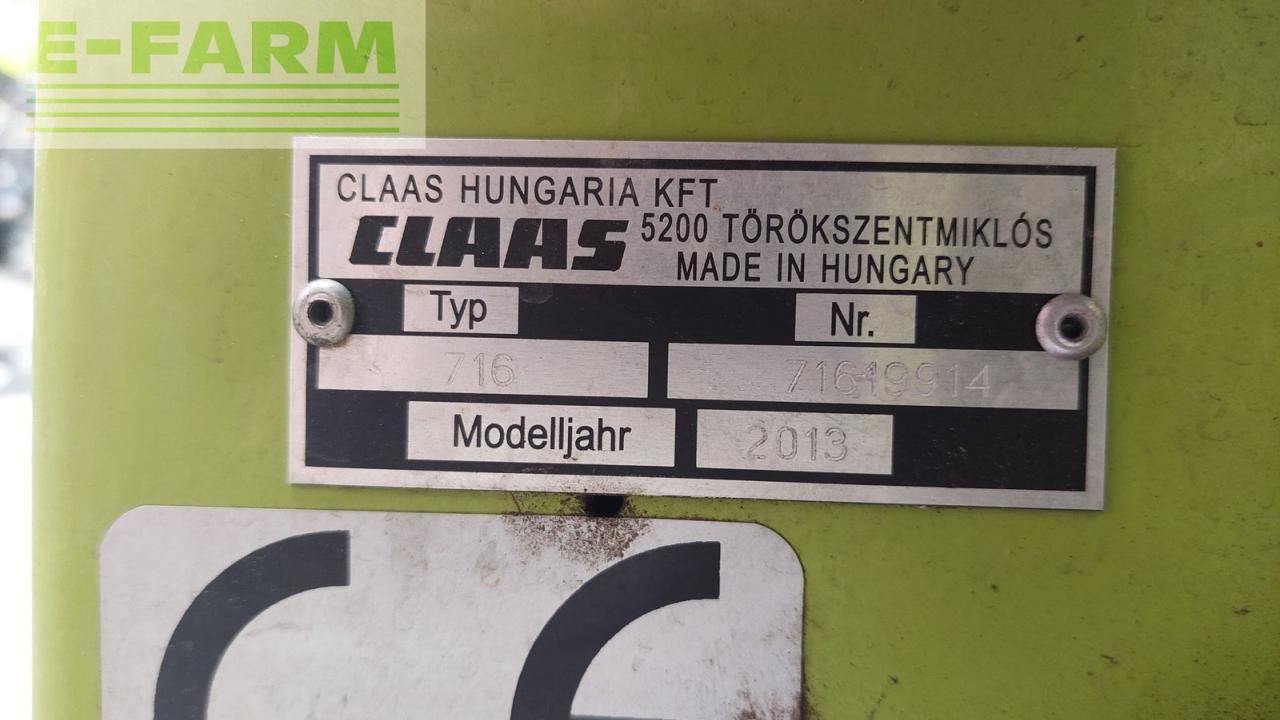 E-FARM
CLAAS HUNGARIA KFT
CLAAS 5200 TÖRÖKSZENTMIKLÓS
MADE IN HUNGARY
Typ Nr.
716 71619914
Modelljahr 2013
CE